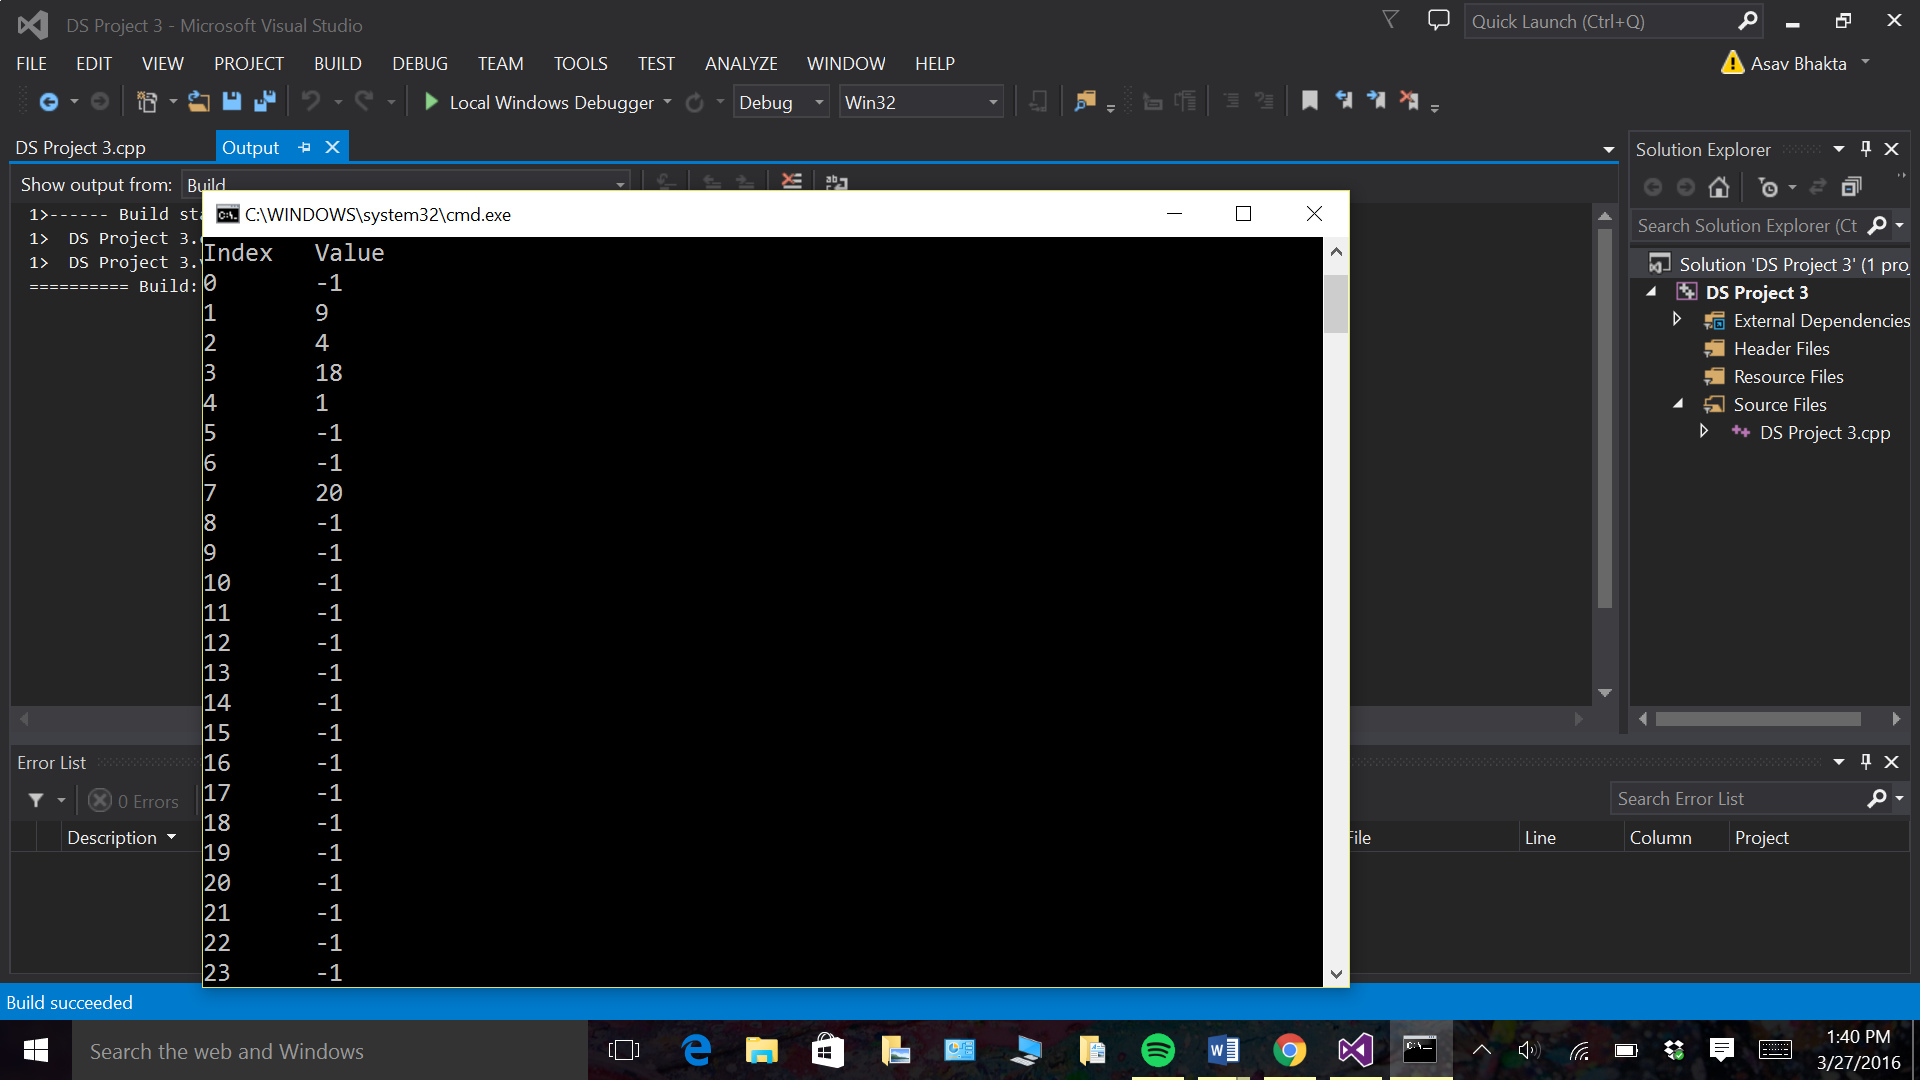 DS Project 3 - Microsoft Visual Studio
Quick Launch (Ctrl+Q)
FILE EDIT VIEW PROJECT BUILD DEBUG TEAM TOOLS TEST ANALYZE WINDOW HELP
Asav Bhakta
Local Windows Debugger Debug Win32
DS Project 3.cpp Output
Show output from: Build
1>------ Build sta
1> DS Project 3.
1> DS Project 3.
========== Build:
C:\WINDOWS\system32\cmd.exe
Index Value
0 -1
1 9
2 4
3 18
4 1
5 -1
6 -1
7 20
8 -1
9 -1
10 -1
11 -1
12 -1
13 -1
14 -1
15 -1
16 -1
17 -1
18 -1
19 -1
20 -1
21 -1
22 -1
23 -1
Solution Explorer
Search Solution Explorer (Ct
Solution 'DS Project 3' (1 proj
DS Project 3
External Dependencies
Header Files
Resource Files
Source Files
DS Project 3.cpp
Error List
0 Errors
Search Error List
Description File Line Column Project
Build succeeded
Search the web and Windows
1:40 PM
3/27/2016